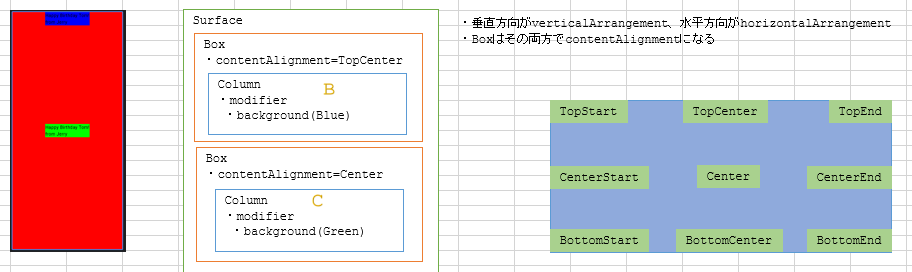 Happy Birthday Tom!
from Jerry
Surface
Box
・contentAlignment=TopCenter
Column
B
・modifier
・background(Blue)
Box
・contentAlignment=Center
Column
C
・modifier
・background(Green)
・垂直方向がverticalArrangement、水平方向がhorizontalArrangement
・Boxはその両方でcontentAlignmentになる
TopStart
TopCenter
TopEnd
CenterStart
Center
CenterEnd
BottomStart
BottomCenter
BottomEnd